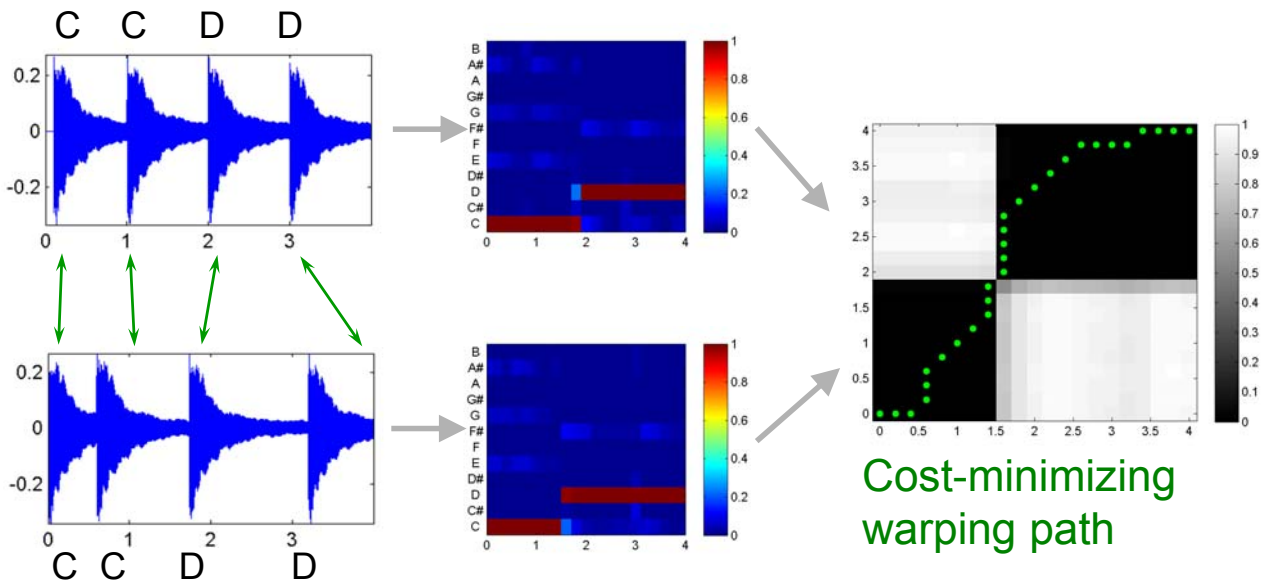 C C D D
0.2
0
-0.2
0 1 2 3
B
A#
A
G#
G
F#
F
E
D#
D
C#
C
0 1 2 3 4
1
0.8
0.6
0.4
0.2
0
C C D D
0.2
0
-0.2
0 1 2 3
B
A#
A
G#
G
F#
F
E
D#
D
C#
C
0 1 2 3 4
1
0.8
0.6
0.4
0.2
0
4
3.5
3
2.5
2
1.5
1
0.5
0
0 0.5 1 1.5 2 2.5 3 3.5 4
1
0.9
0.8
0.7
0.6
0.5
0.4
0.3
0.2
0.1
0
Cost-minimizing
warping path